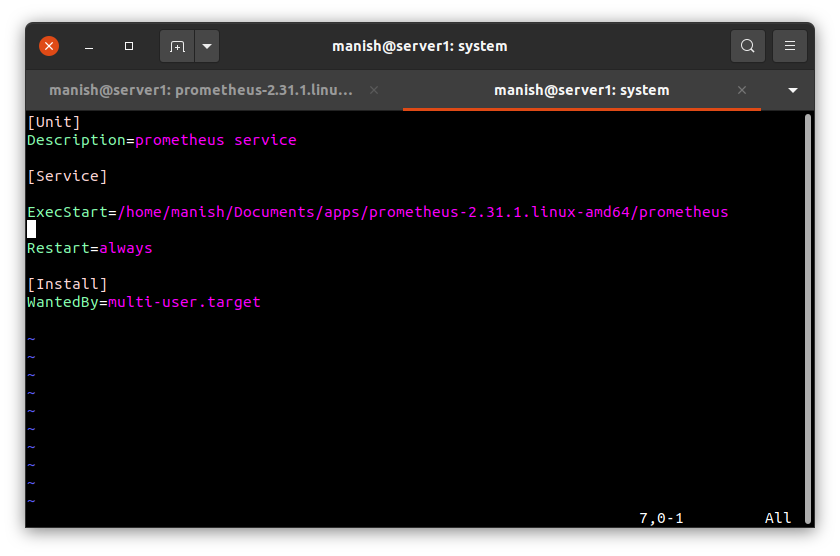 manish@server1: system
manish@server1: prometheus-2.31.1.linu...
manish@server1: system
[Unit]
Description=prometheus service
[Service]
ExecStart=/home/manish/Documents/apps/prometheus-2.31.1.linux-amd64/prometheus
Restart=always
[Install]
WantedBy=multi-user.target
~
~
~
~
~
~
~
~
~
~
7,0-1 All